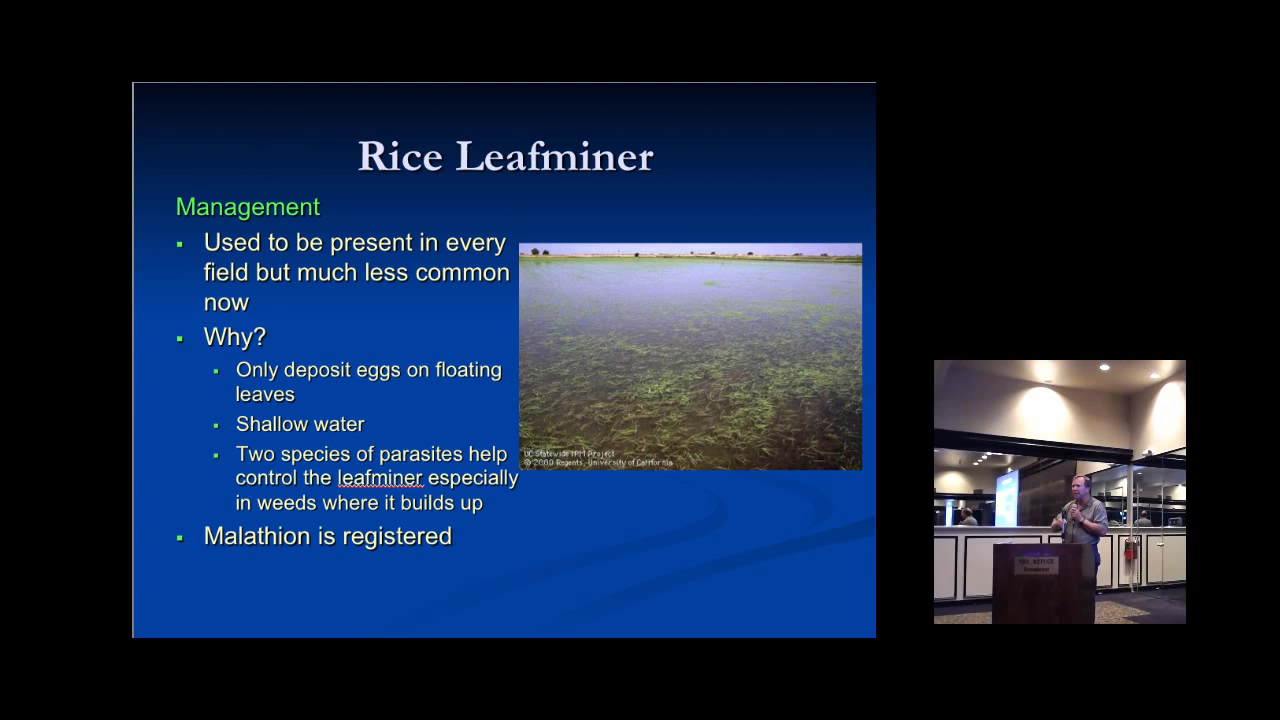 Rice Leafminer
Management
Used to be present in every
field but much less common
now
Why?
Only deposit eggs on floating
leaves
Shallow water
Two species of parasites help
control the leafminer especially
in weeds where it builds up
Malathion is registered
UC Statewide IPM Project
© 2000 Regents, University of California
THE REFUGE